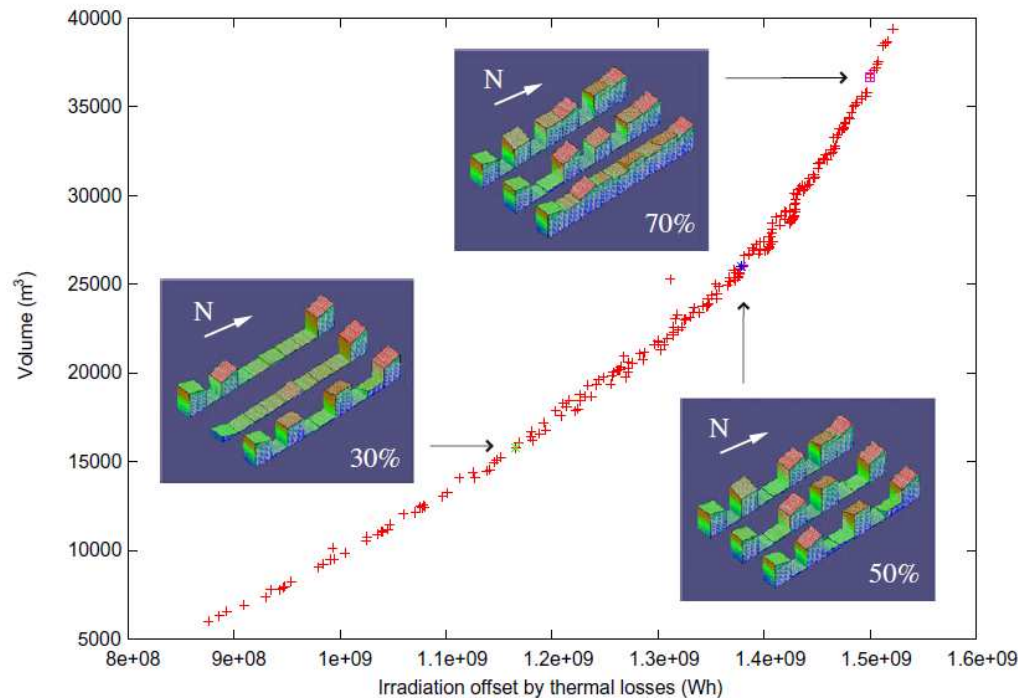 40000
35000
30000
25000
20000
15000
10000
5000
Volume (m³)
N
70%
N
30%
N
50%
8e+08
9e+08
1e+09
1.1e+09
1.2e+09
1.3e+09
1.4e+09
1.5e+09
1.6e+09
Irradiation offset by thermal losses (Wh)